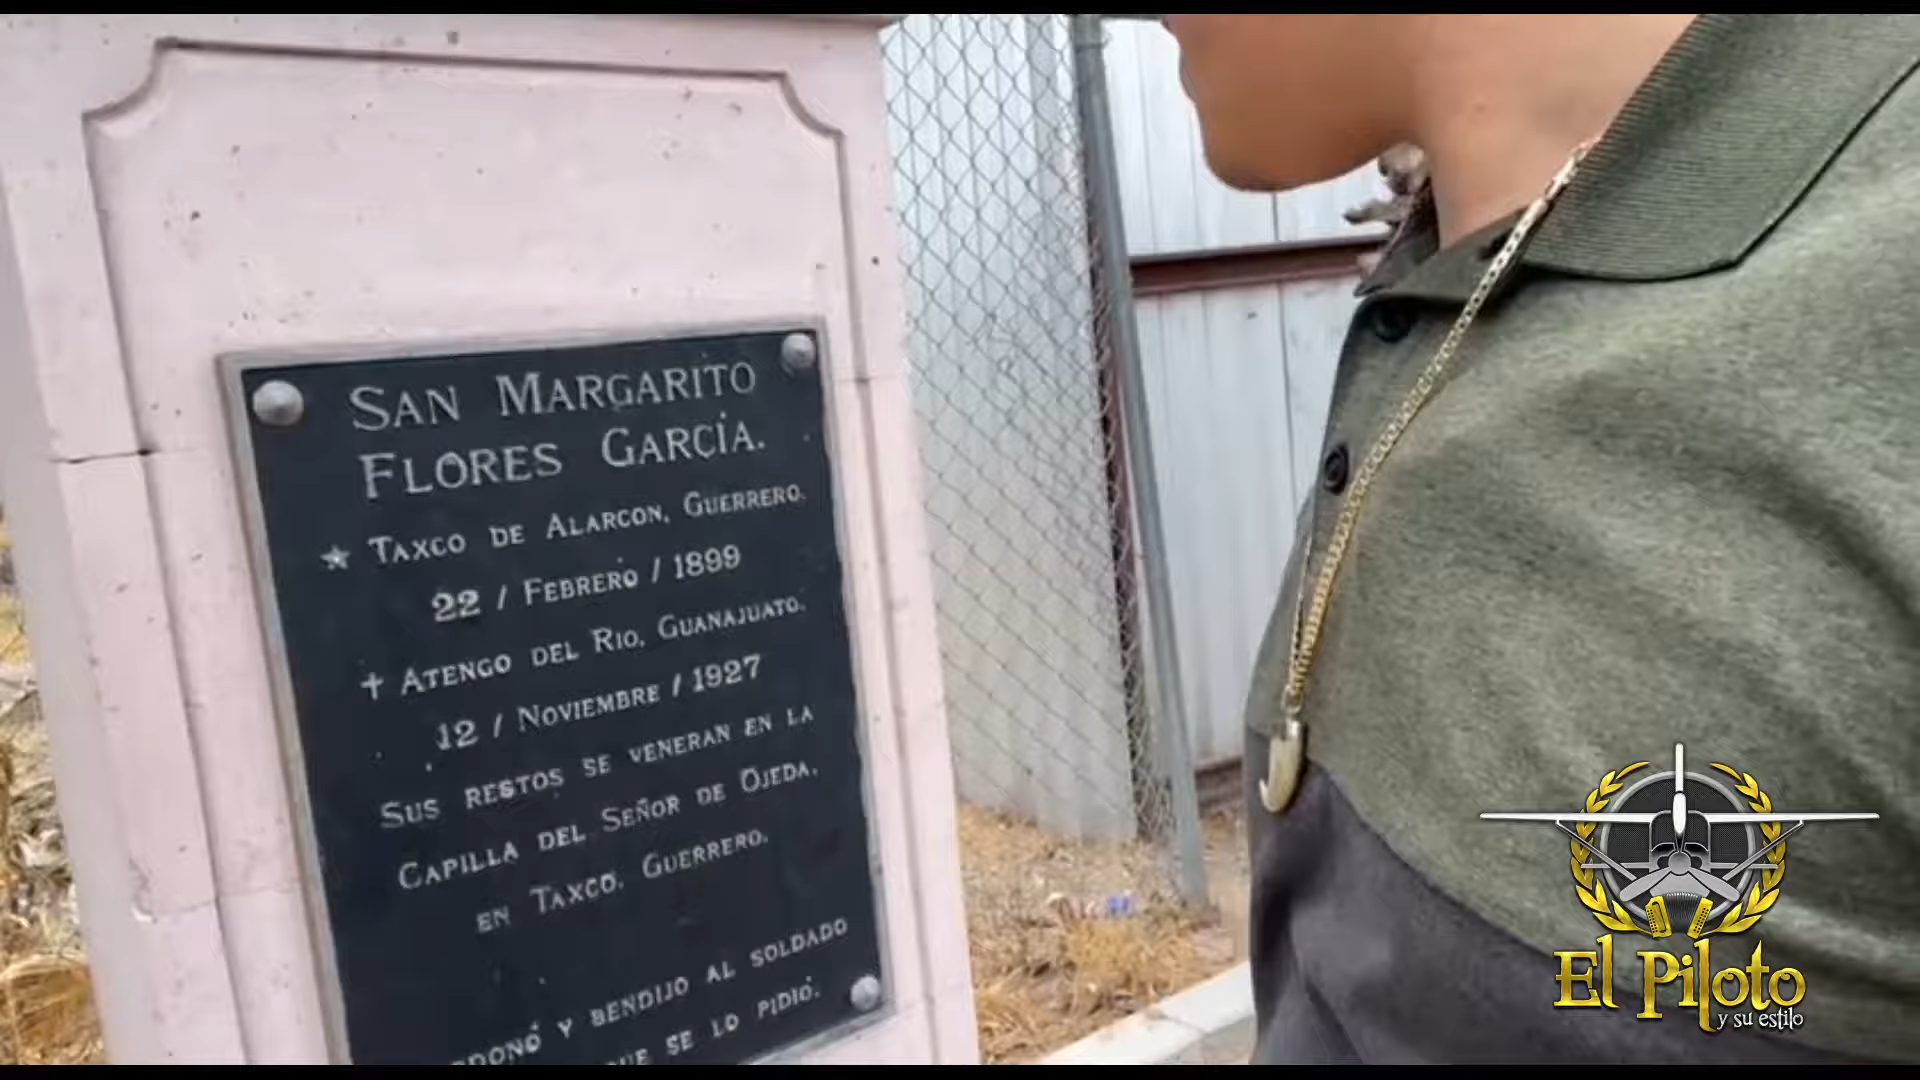 San Margarito
Flores García.
★ Taxco de Alarcon, Guerrero.
22 / Febrero / 1899
✝ Atengo del Rio, Guanajuato.
12 / Noviembre / 1927
Sus restos se veneran en la
Capilla del Señor de Ojeda,
en Taxco, Guerrero.
y bendijo al soldado
se lo pidió.
El Piloto
y su estilo